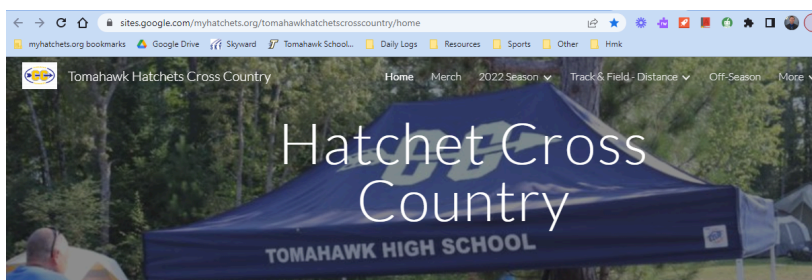 sites.google.com/myhatchets.org/tomahawkhatchetscrosscountry/home
myhatchets.org bookmarks Google Drive Skyward Tomahawk School... Daily Logs Resources Sports Other Hmk
Tomahawk Hatchets Cross Country Home Merch 2022 Season Track & Field - Distance Off-Season More
Hatchet Cross
Country
CC
TOMAHAWK HIGH SCHOOL